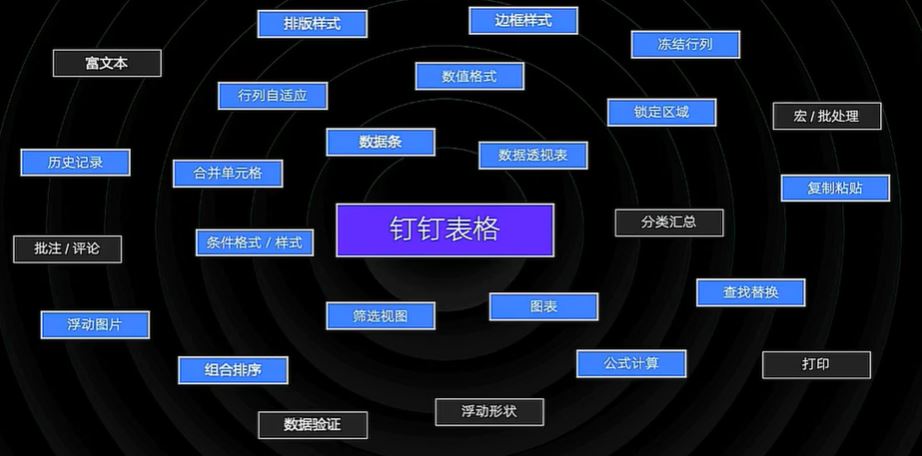 排版样式
边框样式
冻结行列
富文本
数值格式
行列自适应
锁定区域
宏 / 批处理
数据条
数据透视表
历史记录
合并单元格
复制粘贴
钉钉表格
分类汇总
批注 / 评论
条件格式 / 样式
查找替换
图表
筛选视图
浮动图片
公式计算
打印
组合排序
浮动形状
数据验证